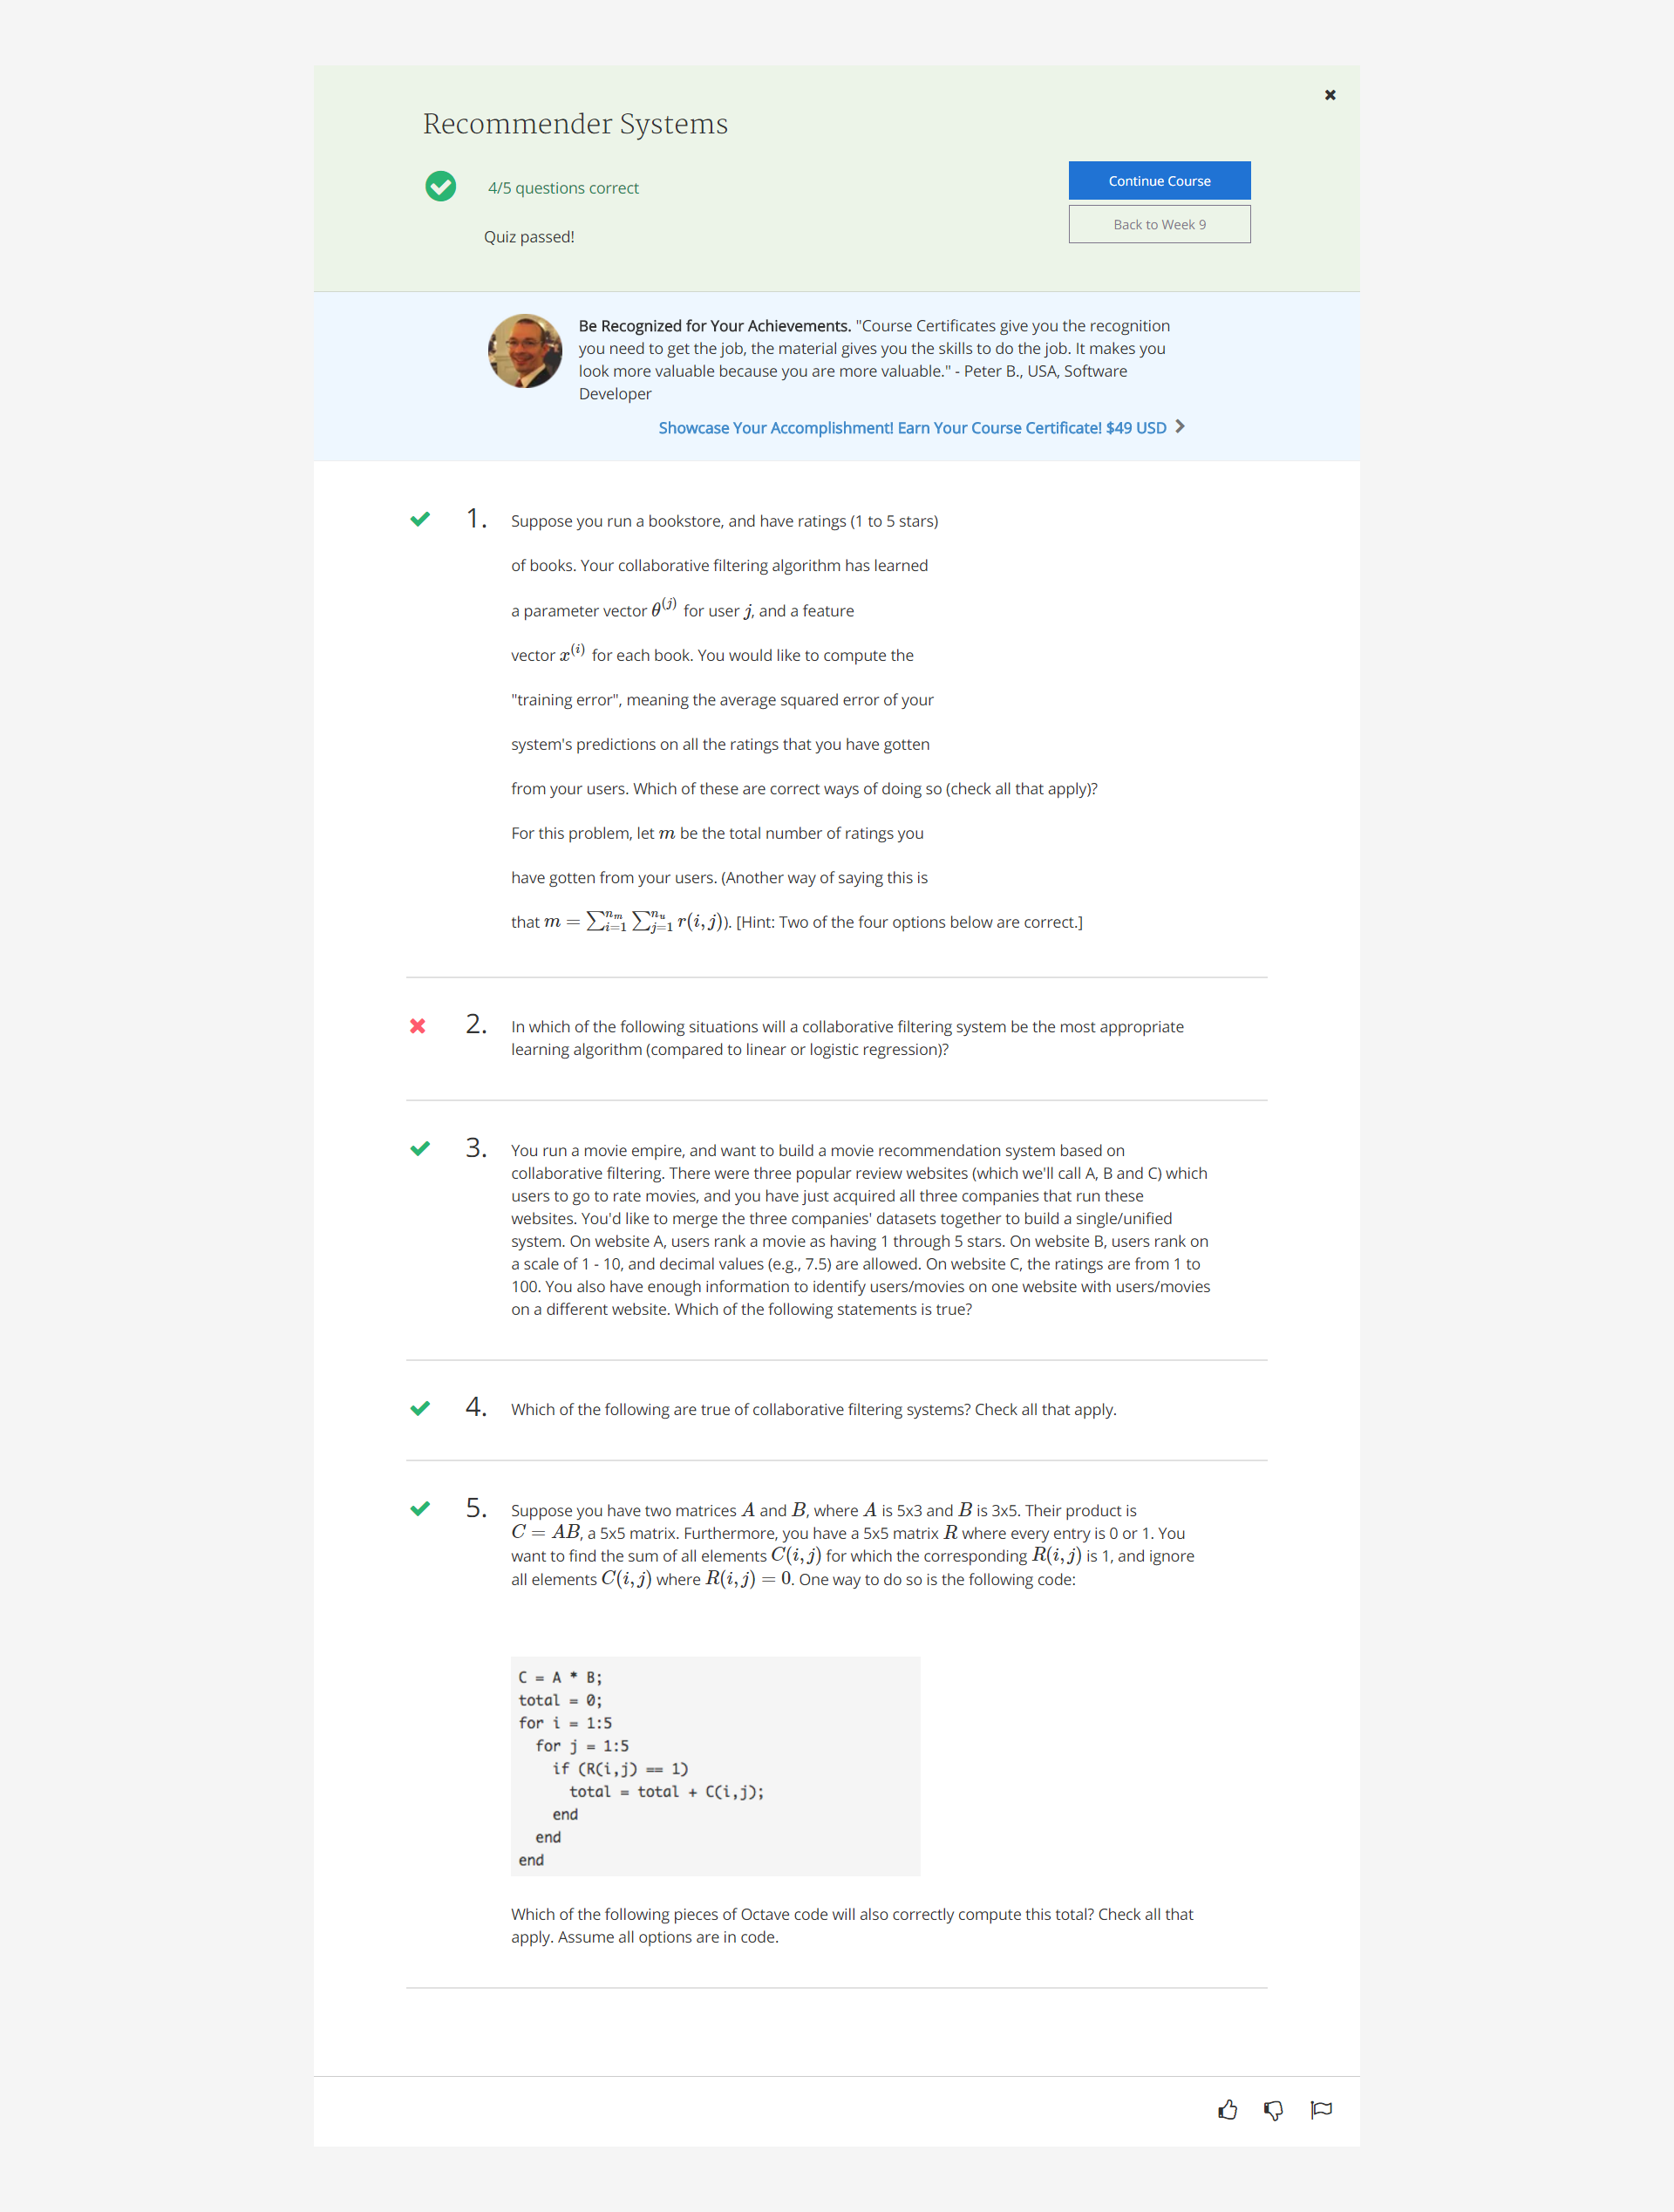 Recommender Systems
4/5 questions correct
Quiz passed!
Continue Course
Back to Week 9
Be Recognized for Your Achievements. "Course Certificates give you the recognition
you need to get the job, the material gives you the skills to do the job. It makes you
look more valuable because you are more valuable." - Peter B., USA, Software
Developer
Showcase Your Accomplishment! Earn Your Course Certificate! $49 USD
1. Suppose you run a bookstore, and have ratings (1 to 5 stars)
of books. Your collaborative filtering algorithm has learned
a parameter vector θ^(j) for user j, and a feature
vector x^(i) for each book. You would like to compute the
"training error", meaning the average squared error of your
system's predictions on all the ratings that you have gotten
from your users. Which of these are correct ways of doing so (check all that apply)?
For this problem, let m be the total number of ratings you
have gotten from your users. (Another way of saying this is
that m = ∑_{i=1}^{n_m} ∑_{j=1}^{n_u} r(i, j)). [Hint: Two of the four options below are correct.]
2. In which of the following situations will a collaborative filtering system be the most appropriate
learning algorithm (compared to linear or logistic regression)?
3. You run a movie empire, and want to build a movie recommendation system based on
collaborative filtering. There were three popular review websites (which we'll call A, B and C) which
users to go to rate movies, and you have just acquired all three companies that run these
websites. You'd like to merge the three companies' datasets together to build a single/unified
system. On website A, users rank a movie as having 1 through 5 stars. On website B, users rank on
a scale of 1 - 10, and decimal values (e.g., 7.5) are allowed. On website C, the ratings are from 1 to
100. You also have enough information to identify users/movies on one website with users/movies
on a different website. Which of the following statements is true?
4. Which of the following are true of collaborative filtering systems? Check all that apply.
5. Suppose you have two matrices A and B, where A is 5x3 and B is 3x5. Their product is
C = AB, a 5x5 matrix. Furthermore, you have a 5x5 matrix R where every entry is 0 or 1. You
want to find the sum of all elements C(i, j) for which the corresponding R(i, j) is 1, and ignore
all elements C(i, j) where R(i, j) = 0. One way to do so is the following code:
C = A * B;
total = 0;
for i = 1:5
for j = 1:5
if (R(i,j) == 1)
total = total + C(i,j);
end
end
end
Which of the following pieces of Octave code will also correctly compute this total? Check all that
apply. Assume all options are in code.